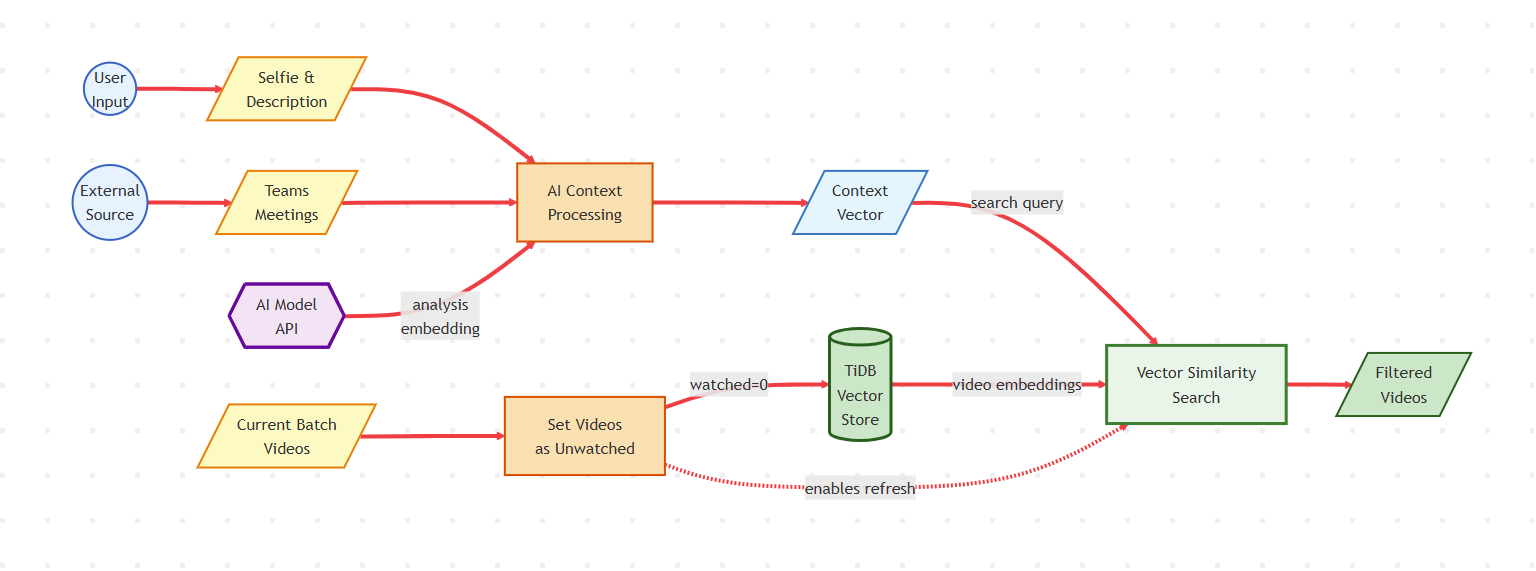 User
Input
Selfie &
Description
External
Source
Teams
Meetings
AI Context
Processing
Context
Vector
search query
AI Model
API
analysis
embedding
Current Batch
Videos
Set Videos
as Unwatched
watched=0
TiDB
Vector
Store
video embeddings
Vector Similarity
Search
Filtered
Videos
enables refresh